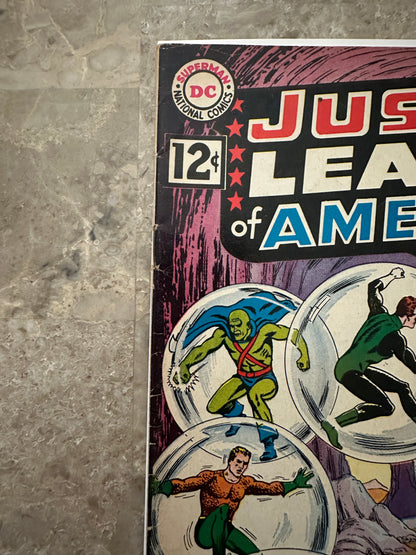 SUPERMAN
DC
NATIONAL COMICS
12¢
JUS
LEA
of AME